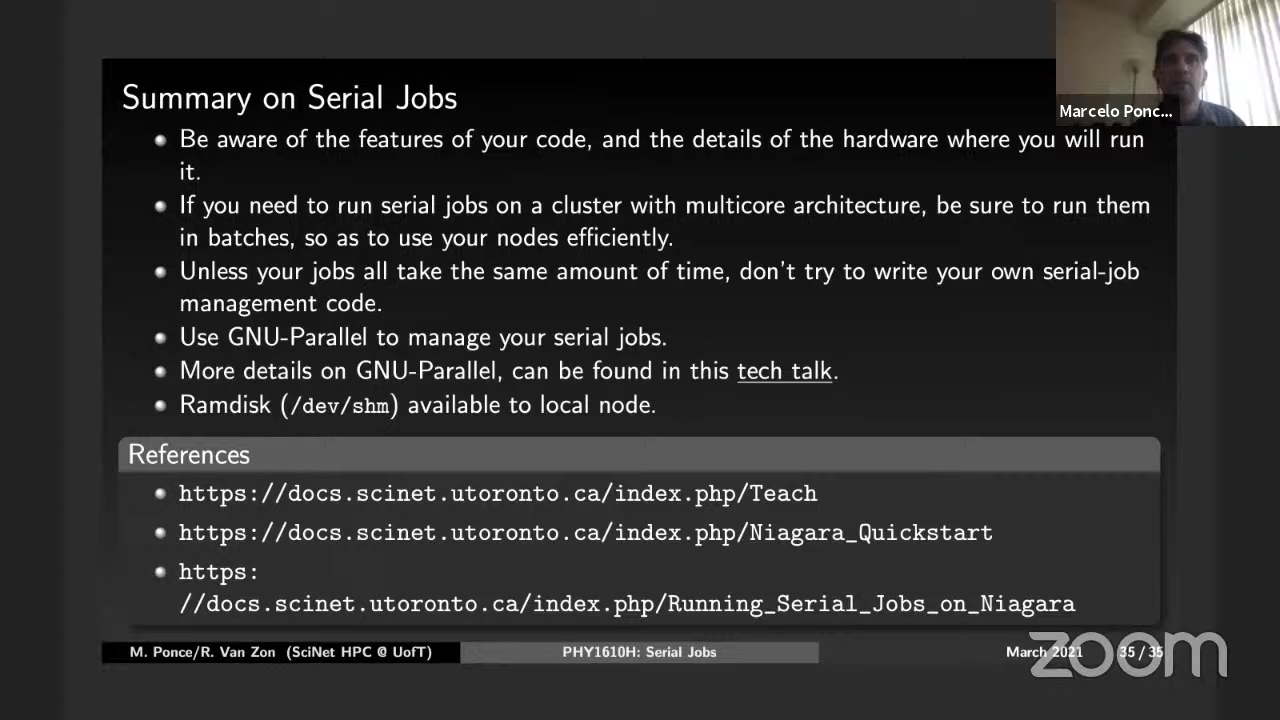 Marcelo Ponc...
Summary on Serial Jobs
Be aware of the features of your code, and the details of the hardware where you will run
it.
If you need to run serial jobs on a cluster with multicore architecture, be sure to run them
in batches, so as to use your nodes efficiently.
Unless your jobs all take the same amount of time, don't try to write your own serial-job
management code.
Use GNU-Parallel to manage your serial jobs.
More details on GNU-Parallel, can be found in this tech talk.
Ramdisk (/dev/shm) available to local node.
References
https://docs.scinet.utoronto.ca/index.php/Teach
https://docs.scinet.utoronto.ca/index.php/Niagara_Quickstart
https:
//docs.scinet.utoronto.ca/index.php/Running_Serial_Jobs_on_Niagara
M. Ponce/R. Van Zon (SciNet HPC @ UofT) PHY1610H: Serial Jobs March 2021 35 / 35
zoom